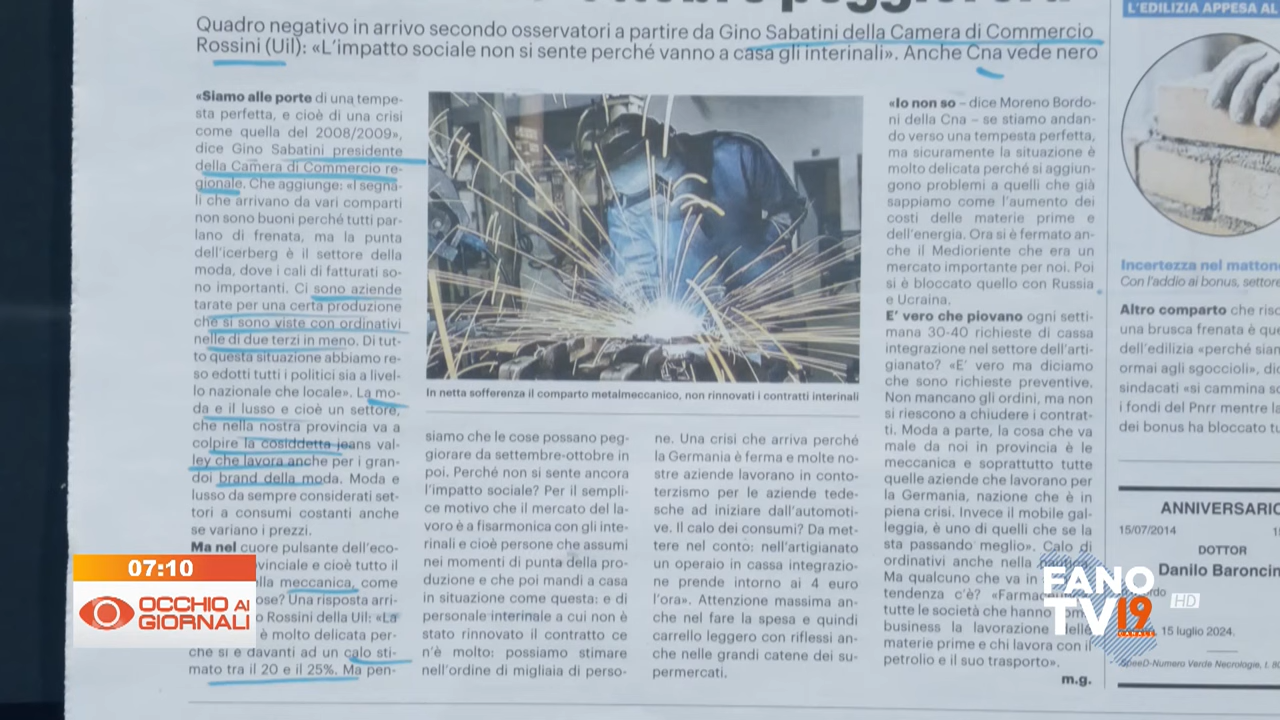 Quadro negativo in arrivo secondo osservatori a partire da Gino Sabatini della Camera di Commercio
Rossini (Uil): «L'impatto sociale non si sente perché vanno a casa gli interinali». Anche Cna vede nero
«Siamo alle porte di una tempe-
sta perfetta, e cioè di una crisi
come quella del 2008/2009»,
dice Gino Sabatini presidente
della Camera di Commercio re-
gionale. Che aggiunge: «I segna-
li che arrivano da vari comparti
non sono buoni perché tutti par-
lano di frenata, ma la punta
dell'icerberg è il settore della
moda, dove i cali di fatturati so-
no importanti. Ci sono aziende
tarate per una certa produzione
che si sono viste con ordinativi
nelle di due terzi in meno. Di tut-
to questa situazione abbiamo re-
so edotti tutti i politici sia a livel-
lo nazionale che locale». La mo-
da e il lusso e cioè un settore,
che nella nostra provincia va a
colpire la cosiddetta jeans val-
ley che lavora anche per i gran-
doi brand della moda. Moda e
lusso da sempre considerati set-
tori a consumi costanti anche
se variano i prezzi.
Ma nel cuore pulsante dell'eco-
vinciale e cioè tutto il
lla meccanica, come
ose? Una risposta arri-
o Rossini della Uil: «La
è molto delicata per-
che si è davanti ad un calo sti-
mato tra il 20 e il 25%. Ma pen-
In netta sofferenza il comparto metalmeccanico, non rinnovati i contratti interinali
siamo che le cose possano peg-
giorare da settembre-ottobre in
poi. Perché non si sente ancora
l'impatto sociale? Per il sempli-
ce motivo che il mercato del la-
voro è a fisarmonica con gli inte-
rinali e cioè persone che assumi
nei momenti di punta della pro-
duzione e che poi mandi a casa
in situazione come questa: e di
personale interinale a cui non è
stato rinnovato il contratto ce
n'è molto: possiamo stimare
nell'ordine di migliaia di perso-
ne. Una crisi che arriva perché
la Germania è ferma e molte no-
stre aziende lavorano in conto-
terzismo per le aziende tede-
sche ad iniziare dall'automoti-
ve. Il calo dei consumi? Da met-
tere nel conto: nell'artigianato
un operaio in cassa integrazio-
ne prende intorno ai 4 euro
l'ora». Attenzione massima an-
che nel fare la spesa e quindi
carrello leggero con riflessi an-
che nelle grandi catene dei su-
permercati.
«Io non so – dice Moreno Bordo-
ni della Cna – se stiamo andan-
do verso una tempesta perfetta,
ma sicuramente la situazione è
molto delicata perché si aggiun-
gono problemi a quelli che già
sappiamo come l'aumento dei
costi delle materie prime e
dell'energia. Ora si è fermato an-
che il Medioriente che era un
mercato importante per noi. Poi
si è bloccato quello con Russia
e Ucraina.
E' vero che piovano ogni setti-
mana 30-40 richieste di cassa
integrazione nel settore dell'arti-
gianato? «E' vero ma diciamo
che sono richieste preventive.
Non mancano gli ordini, ma non
si riescono a chiudere i contrat-
ti. Moda a parte, la cosa che va
male da noi in provincia è la
meccanica e soprattutto tutte
quelle aziende che lavorano per
la Germania, nazione che è in
piena crisi. Invece il mobile gal-
leggia, è uno di quelli che se la
sta passando meglio». Calo di
ordinativi anche nella
Ma qualcuno che va in
tendenza c'è? «Farmac
tutte le società che hanno
business la lavorazione delle
materie prime e chi lavora con il
petrolio e il suo trasporto».
m.g.
L'EDILIZIA APPESA AL
Incertezza nel mattone
Con l'addio ai bonus, settore
Altro comparto che risc
una brusca frenata è que
dell'edilizia «perché siam
ormai agli sgoccioli», dic
sindacati «si cammina so
i fondi del Pnrr mentre la
dei bonus ha bloccato tu
ANNIVERSARIO
15/07/2014
DOTTOR
Danilo Baroncin
15 luglio 2024.
SpeeD-Numero Verde Necrologie, t. 80
07:10
OCCHIO AI
GIORNALI
FANO
TV 19 HD
CANALE